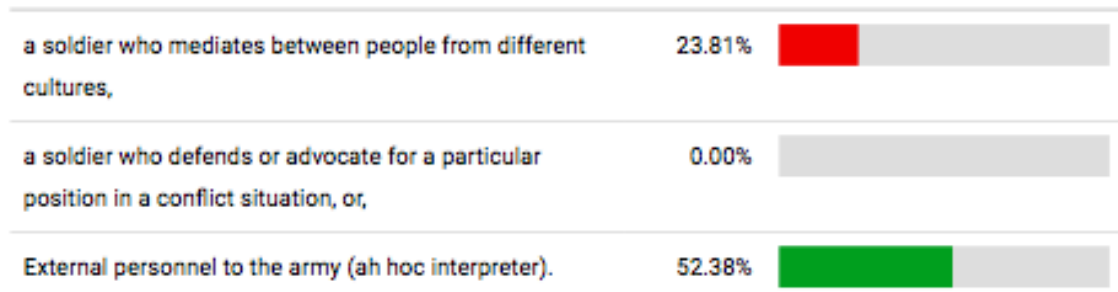 a soldier who mediates between people from different 23.81%
cultures,
a soldier who defends or advocate for a particular 0.00%
position in a conflict situation, or,
External personnel to the army (ah hoc interpreter). 52.38%